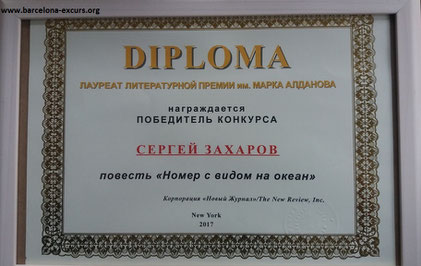 www.barcelona-excurs.org
DIPLOMA
ЛАУРЕАТ ЛИТЕРАТУРНОЙ ПРЕМИИ им. МАРКА АЛДАНОВА
награждается
ПОБЕДИТЕЛЬ КОНКУРСА
СЕРГЕЙ ЗАХАРОВ
повесть «Номер с видом на океан»
Корпорация «Новый Журнал»/The New Review, Inc.
New York
2017